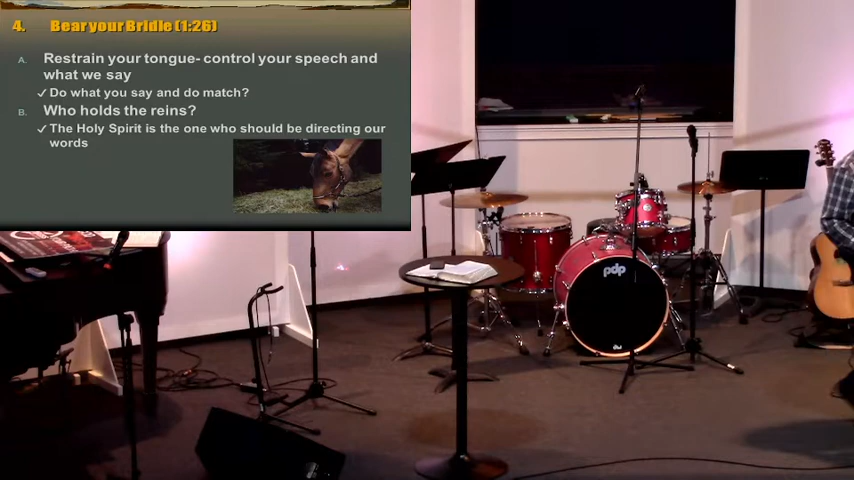 4. Bear your Bridle (1:26)
A. Restrain your tongue- control your speech and
what we say
✓ Do what you say and do match?
B. Who holds the reins?
✓ The Holy Spirit is the one who should be directing our
words
pdp